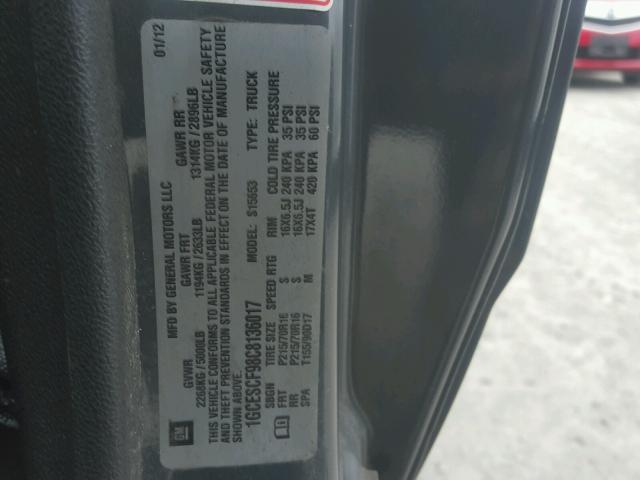 MFD BY GENERAL MOTORS LLC 01/12
GVWR GAWR FRT GAWR RR
2268KG/5000LB 1194KG/2633LB 1314KG/2896LB
THIS VEHICLE CONFORMS TO ALL APPLICABLE FEDERAL MOTOR VEHICLE SAFETY
AND THEFT PREVENTION STANDARDS IN EFFECT ON THE DATE OF MANUFACTURE
1GCESCF98C8136017 MODEL: S15653 TYPE: TRUCK
SBGN TIRE SIZE SPEED RTG RIM COLD TIRE PRESSURE
FRT P215/70R16 S 16X6.5J 240 KPA 35 PSI
RR P215/70R16 S 16X6.5J 240 KPA 35 PSI
SPA T155/90D17 M 17X4T 420 KPA 60 PSI
GM